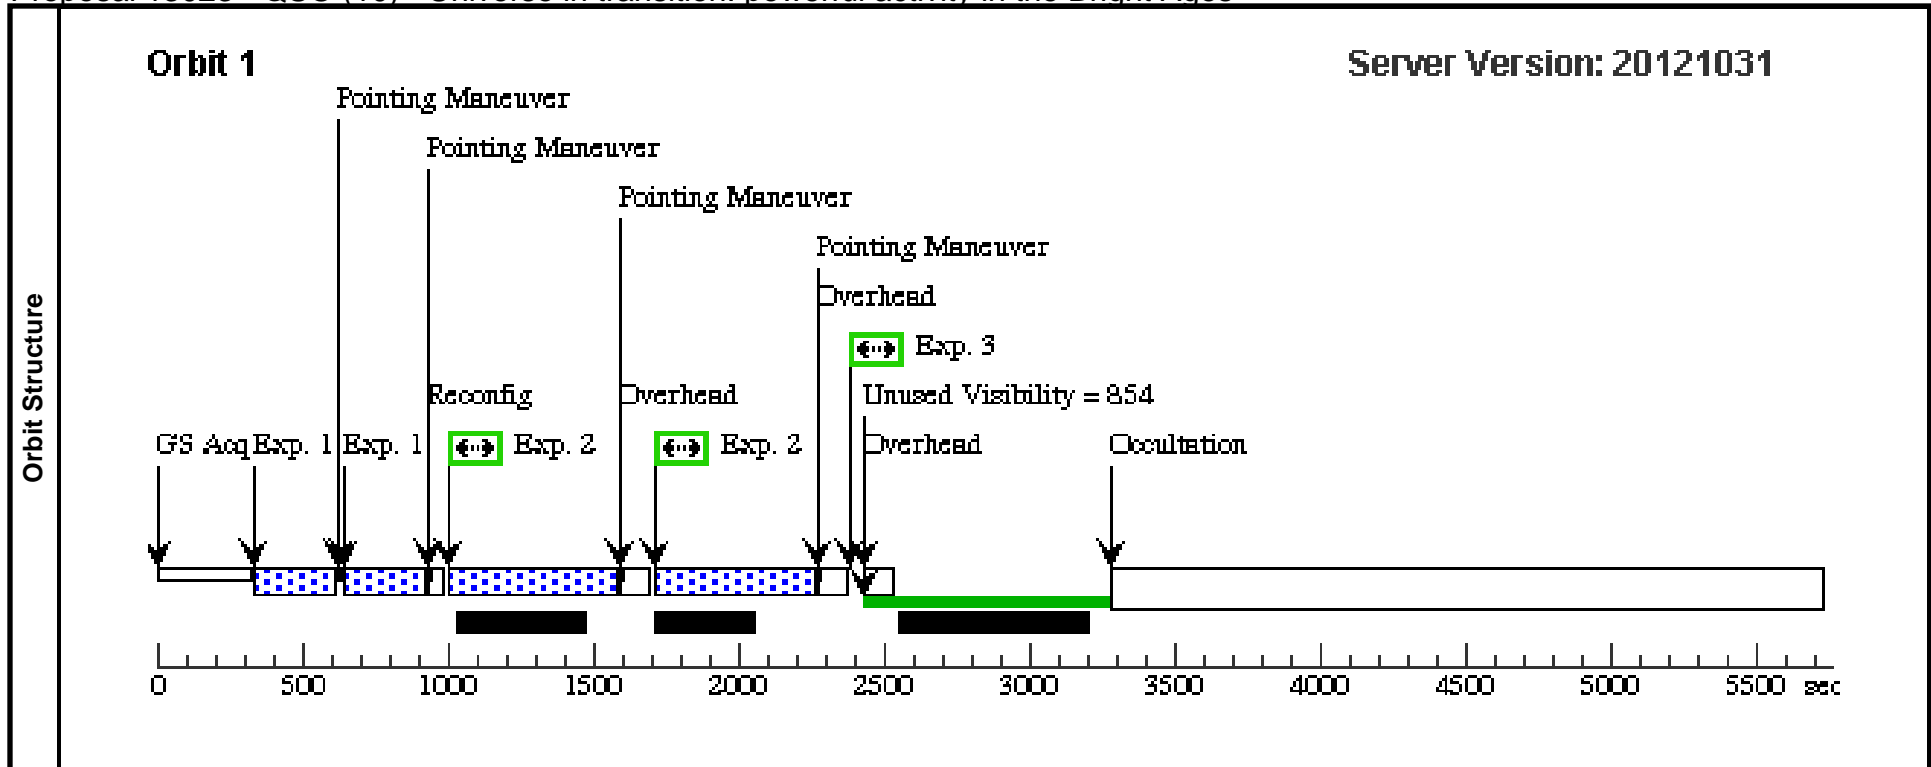 Orbit 1
Server Version: 20121031
Pointing Maneuver
Pointing Maneuver
Pointing Maneuver
Pointing Maneuver
Overhead
Exp. 3
Reconfig
Overhead
Unused Visibility = 854
GS Acq
Exp. 1
Exp. 1
Exp. 2
Exp. 2
Overhead
Occultation
Orbit Structure
0 500 1000 1500 2000 2500 3000 3500 4000 4500 5000 5500 sec